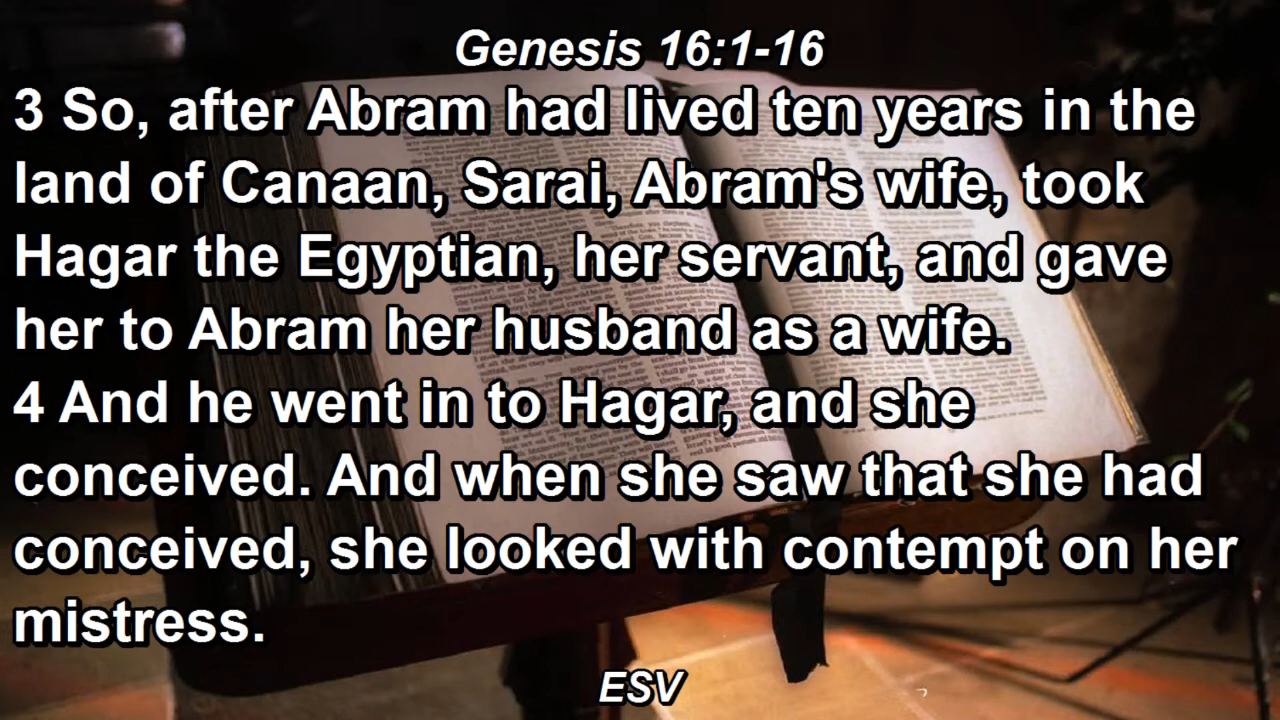 Genesis 16:1-16
3 So, after Abram had lived ten years in the
land of Canaan, Sarai, Abram's wife, took
Hagar the Egyptian, her servant, and gave
her to Abram her husband as a wife.
4 And he went in to Hagar, and she
conceived. And when she saw that she had
conceived, she looked with contempt on her
mistress.
ESV